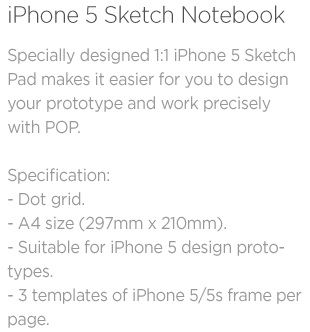 iPhone 5 Sketch Notebook
Specially designed 1:1 iPhone 5 Sketch
Pad makes it easier for you to design
your prototype and work precisely
with POP.
Specification:
- Dot grid.
- A4 size (297mm x 210mm).
- Suitable for iPhone 5 design proto-
types.
- 3 templates of iPhone 5/5s frame per
page.